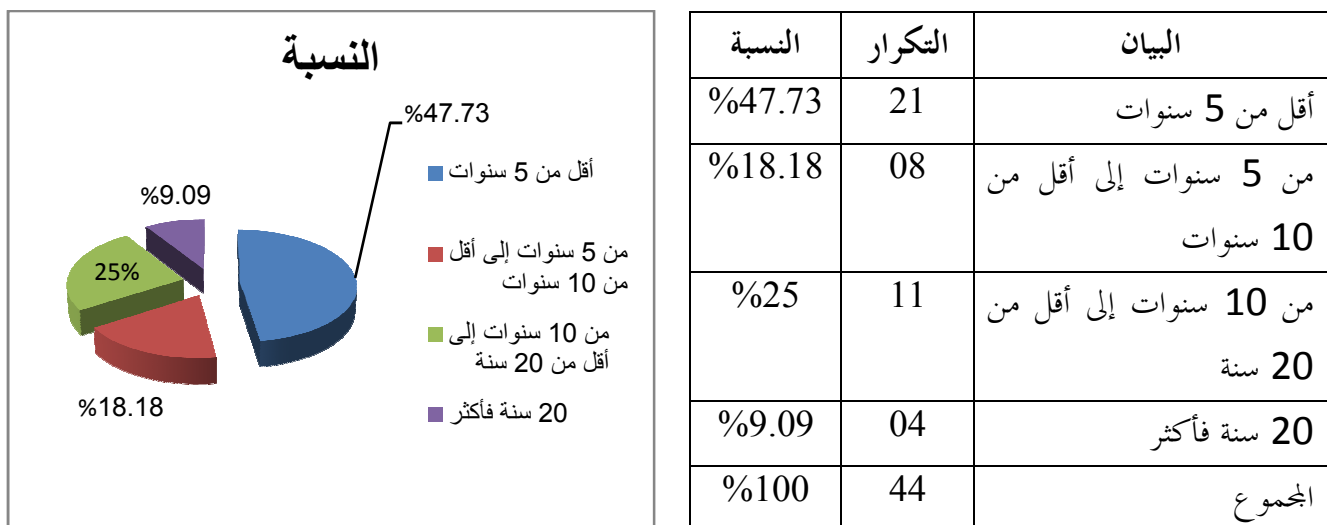 النسبة
%47.73
%9.09
25%
%18.18
أقل من 5 سنوات
من 5 سنوات إلى أقل
من 10 سنوات
من 10 سنوات إلى
أقل من 20 سنة
20 سنة فأكثر
البيان التكرار النسبة
أقل من 5 سنوات 21 %47.73
من 5 سنوات إلى أقل من 08 %18.18
10 سنوات
من 10 سنوات إلى أقل من 11 %25
20 سنة
20 سنة فأكثر 04 %9.09
المجموع 44 %100